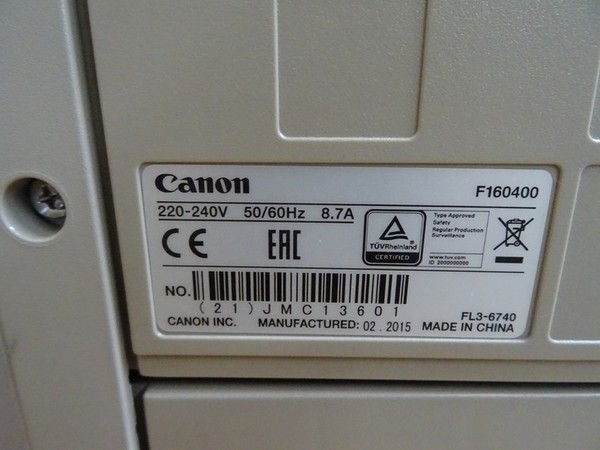 Canon F160400
220-240V 50/60Hz 8.7A
CE EAC
TÜVRheinland
CERTIFIED
Type Approved
Safety
Regular Production
Surveillance
www.tuv.com
ID 2000000000
NO.
(21)JMC13601
FL3-6740
CANON INC. MANUFACTURED: 02.2015 MADE IN CHINA